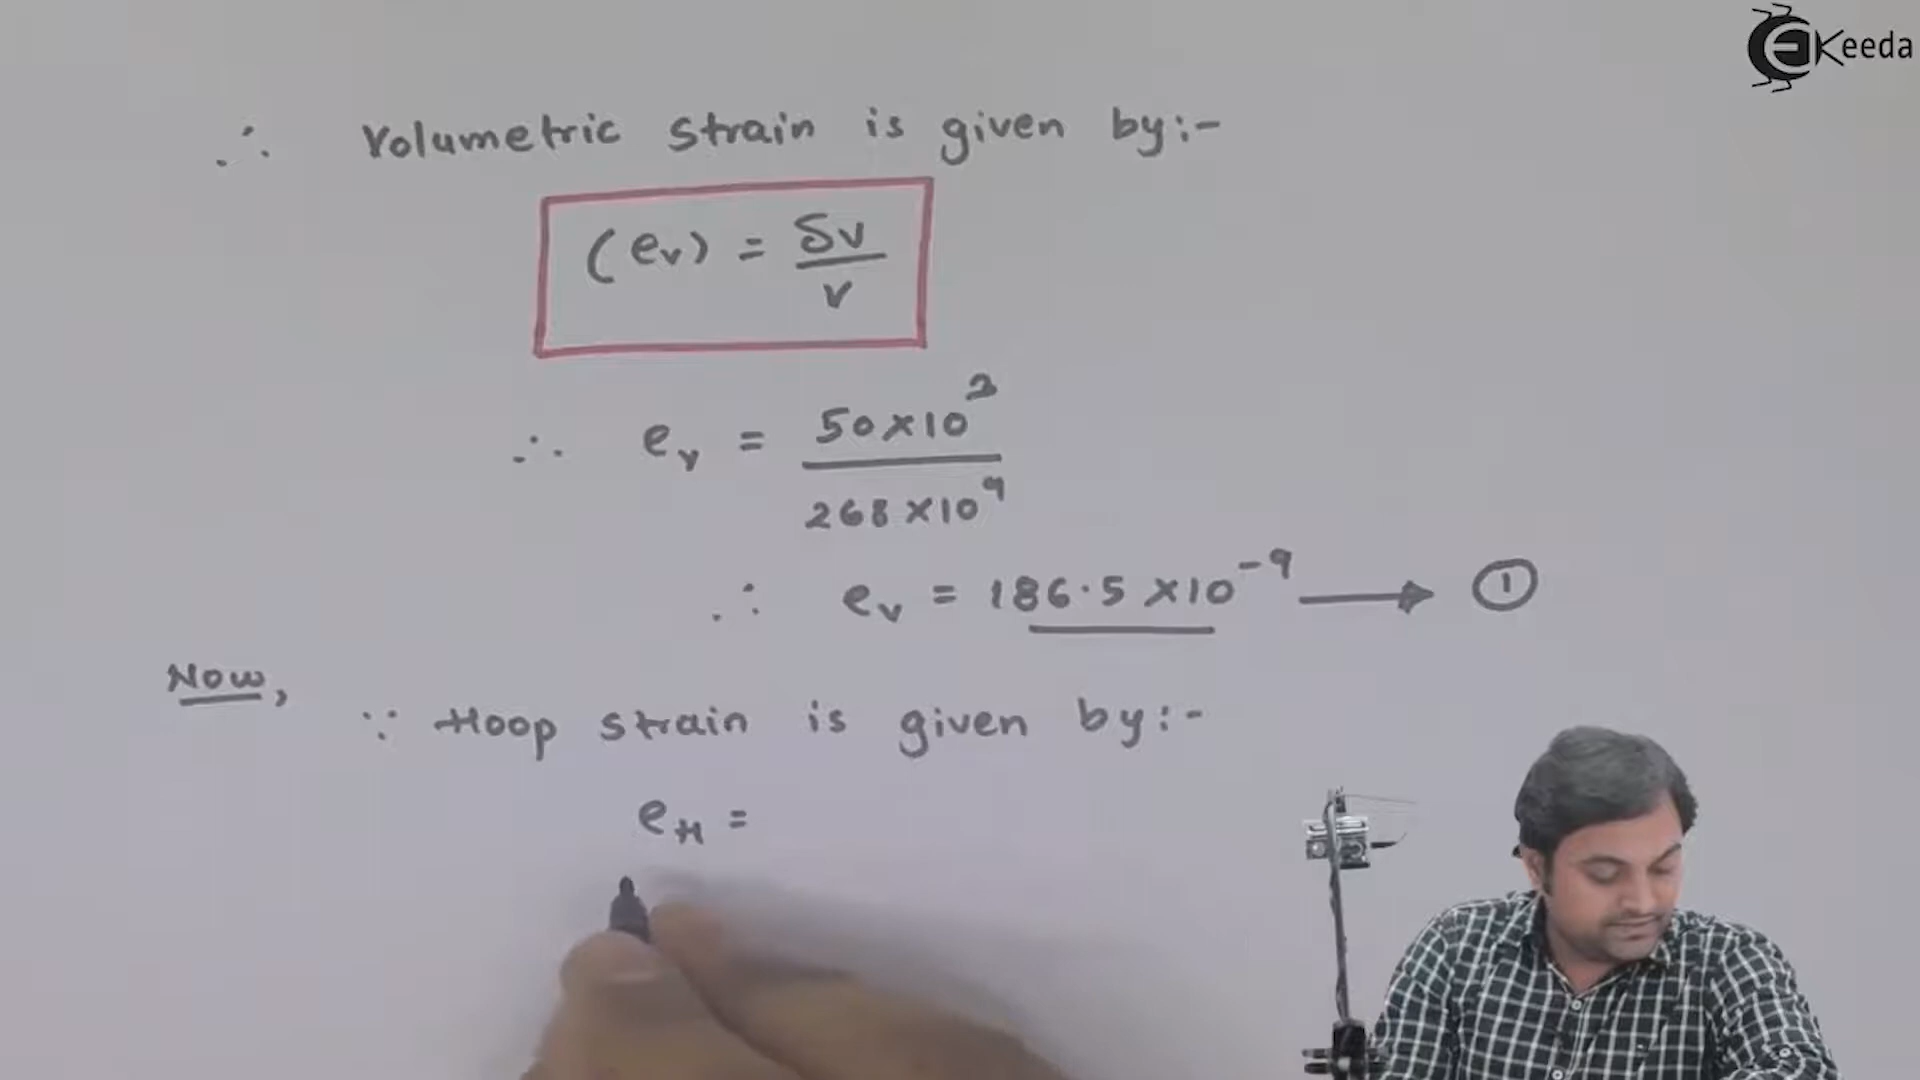 EKeeda
∴ Volumetric strain is given by:-
(eᵥ) = δv / v
∴ eᵥ = 50×10³ / 268×10⁹
∴ eᵥ = 186.5 ×10⁻⁹ → ①
Now,
∵ Hoop strain is given by:-
e_H =